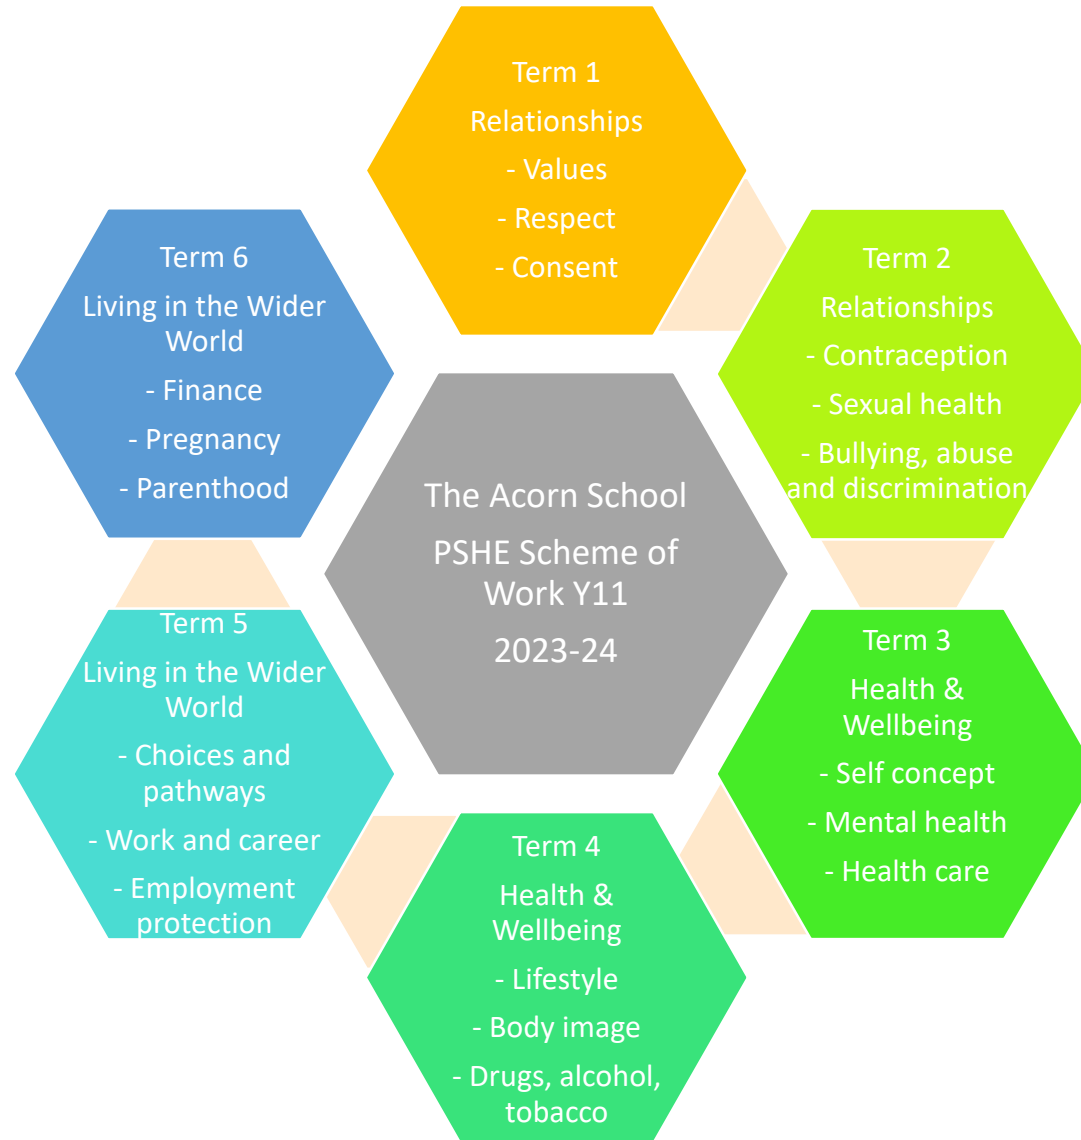 Term 1
Relationships
- Values
- Respect
- Consent
Term 2
Relationships
- Contraception
- Sexual health
- Bullying, abuse
and discrimination
Term 3
Health &
Wellbeing
- Self concept
- Mental health
- Health care
Term 4
Health &
Wellbeing
- Lifestyle
- Body image
- Drugs, alcohol,
tobacco
Term 5
Living in the Wider
World
- Choices and
pathways
- Work and career
- Employment
protection
Term 6
Living in the Wider
World
- Finance
- Pregnancy
- Parenthood
The Acorn School
PSHE Scheme of
Work Y11
2023-24